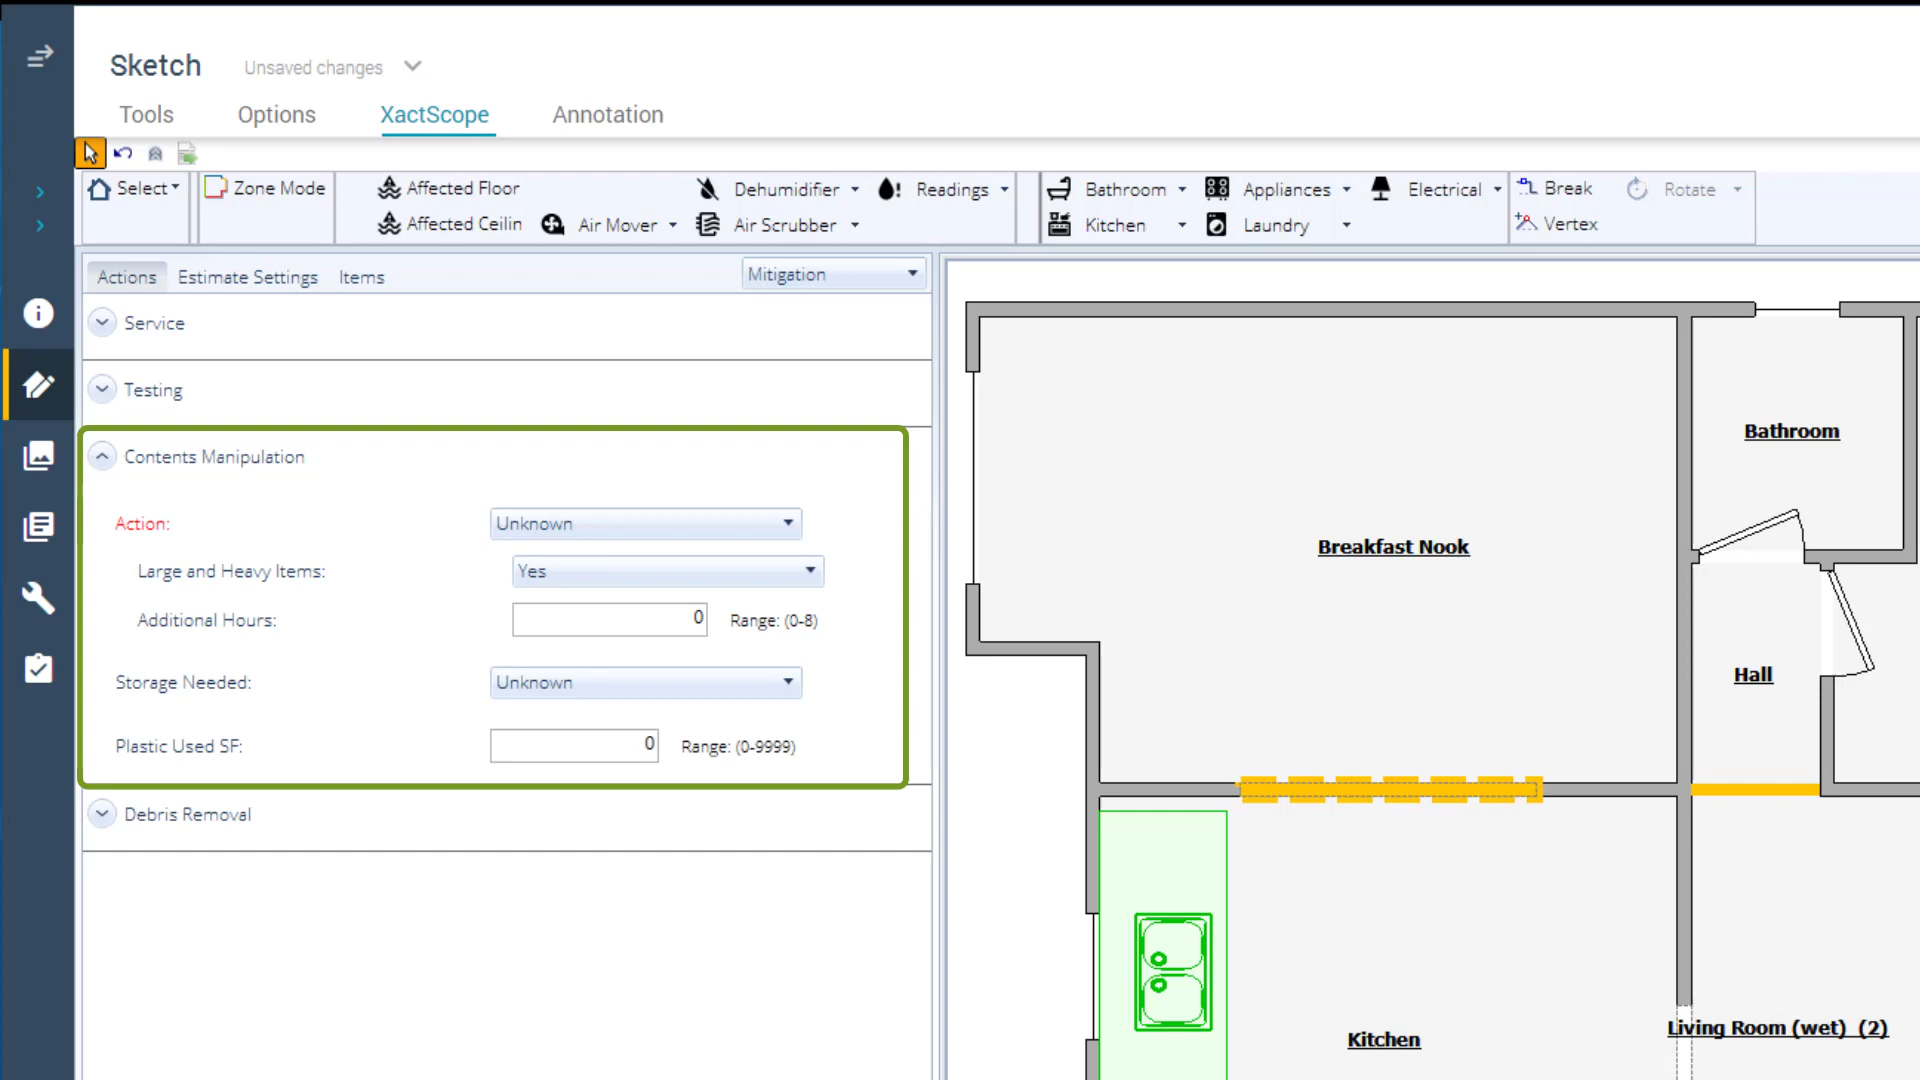 Sketch Unsaved changes
Tools Options XactScope Annotation
Select Zone Mode Affected Floor Dehumidifier Readings Bathroom Appliances Electrical Break Rotate
Affected Ceilin Air Mover Air Scrubber Kitchen Laundry Vertex
Actions Estimate Settings Items Mitigation
Service
Testing
Contents Manipulation
Action: Unknown
Large and Heavy Items: Yes
Additional Hours: 0 Range: (0-8)
Storage Needed: Unknown
Plastic Used SF: 0 Range: (0-9999)
Debris Removal
Bathroom
Breakfast Nook
Hall
Living Room (wet) (2)
Kitchen